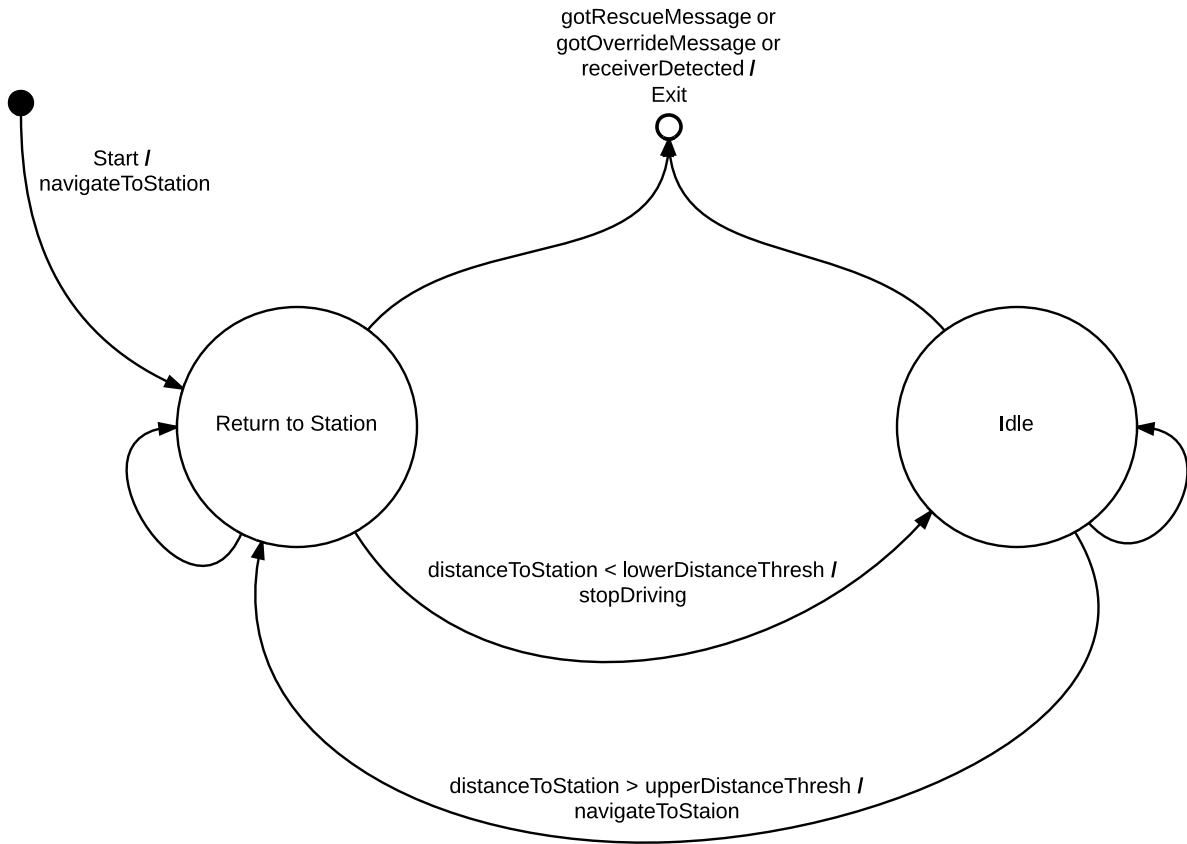 gotRescueMessage or
gotOverrideMessage or
receiverDetected /
Exit
Start /
navigateToStation
Return to Station
Idle
distanceToStation < lowerDistanceThresh /
stopDriving
distanceToStation > upperDistanceThresh /
navigateToStaion